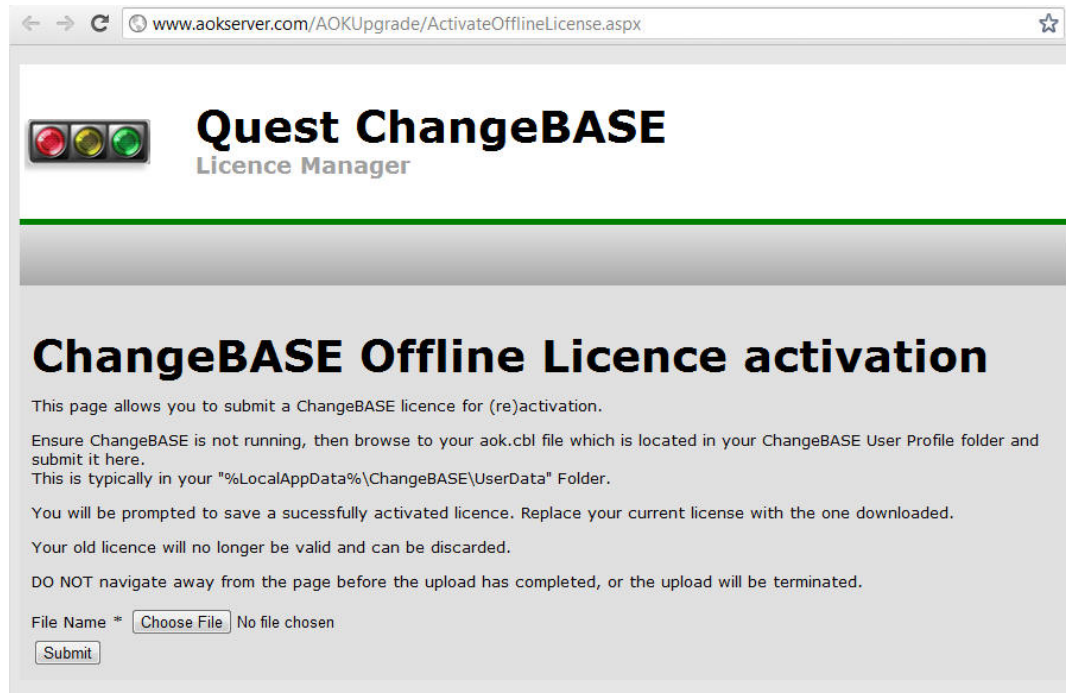 www.aokserver.com/AOKUpgrade/ActivateOfflineLicense.aspx
Quest ChangeBASE
Licence Manager
ChangeBASE Offline Licence activation
This page allows you to submit a ChangeBASE licence for (re)activation.
Ensure ChangeBASE is not running, then browse to your aok.cbl file which is located in your ChangeBASE User Profile folder and
submit it here.
This is typically in your "%LocalAppData%\ChangeBASE\UserData" Folder.
You will be prompted to save a sucessfully activated licence. Replace your current license with the one downloaded.
Your old licence will no longer be valid and can be discarded.
DO NOT navigate away from the page before the upload has completed, or the upload will be terminated.
File Name * Choose File No file chosen
Submit